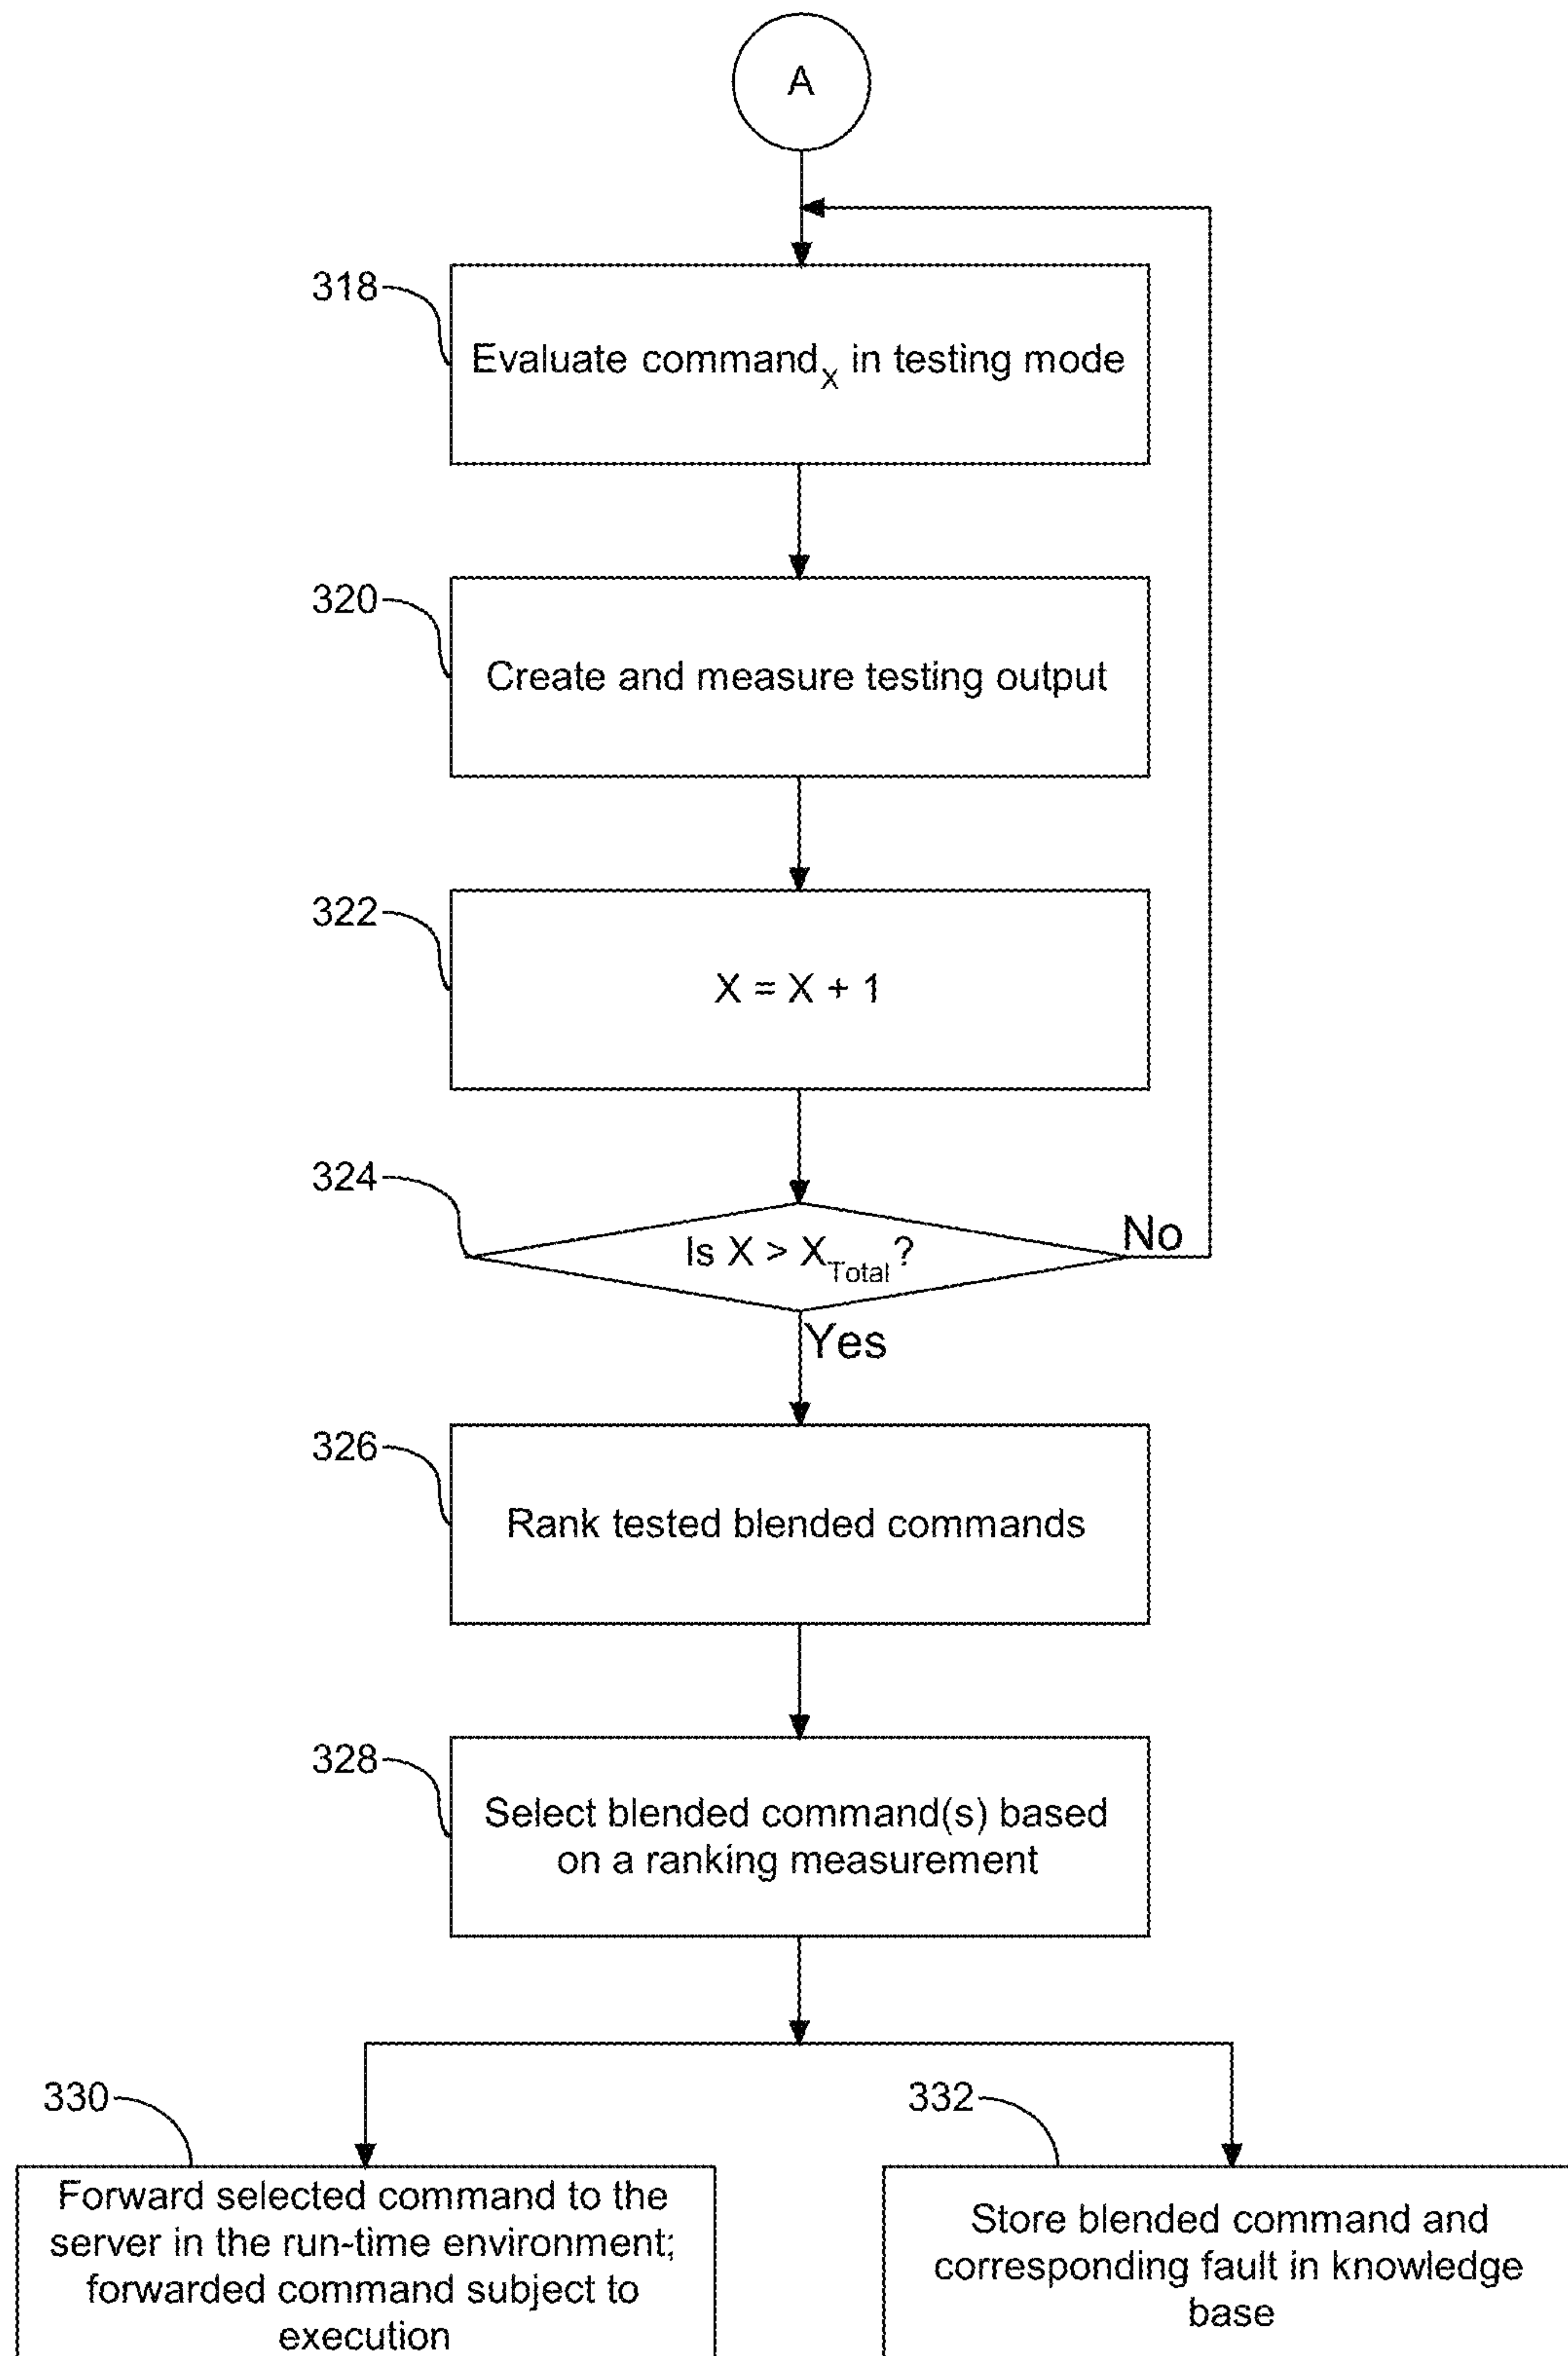 A
318
Evaluate commandX in testing mode
320
Create and measure testing output
322
X = X + 1
324
Is X > XTotal?
No
Yes
326
Rank tested blended commands
328
Select blended command(s) based
on a ranking measurement
330
Forward selected command to the
server in the run-time environment;
forwarded command subject to
execution
332
Store blended command and
corresponding fault in knowledge
base